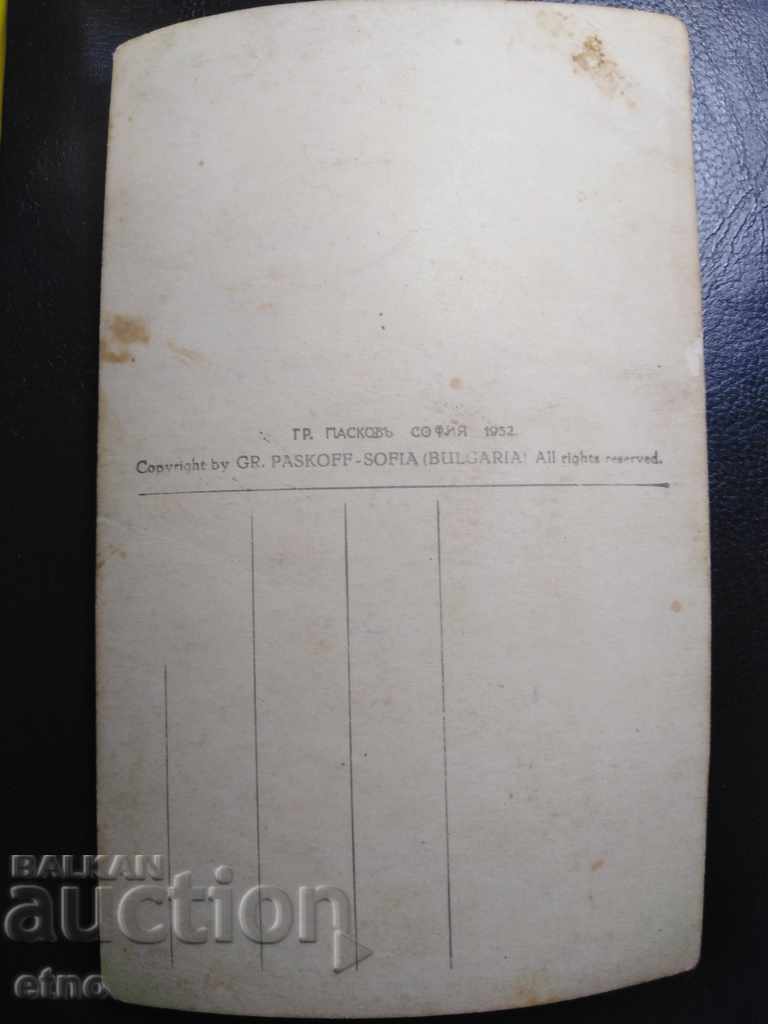 ГР. ПАСКОВЪ СОФИЯ 1932.
Copyright by GR. PASKOFF-SOFIA (BULGARIA) All rights reserved.
BALKAN
auction
etno